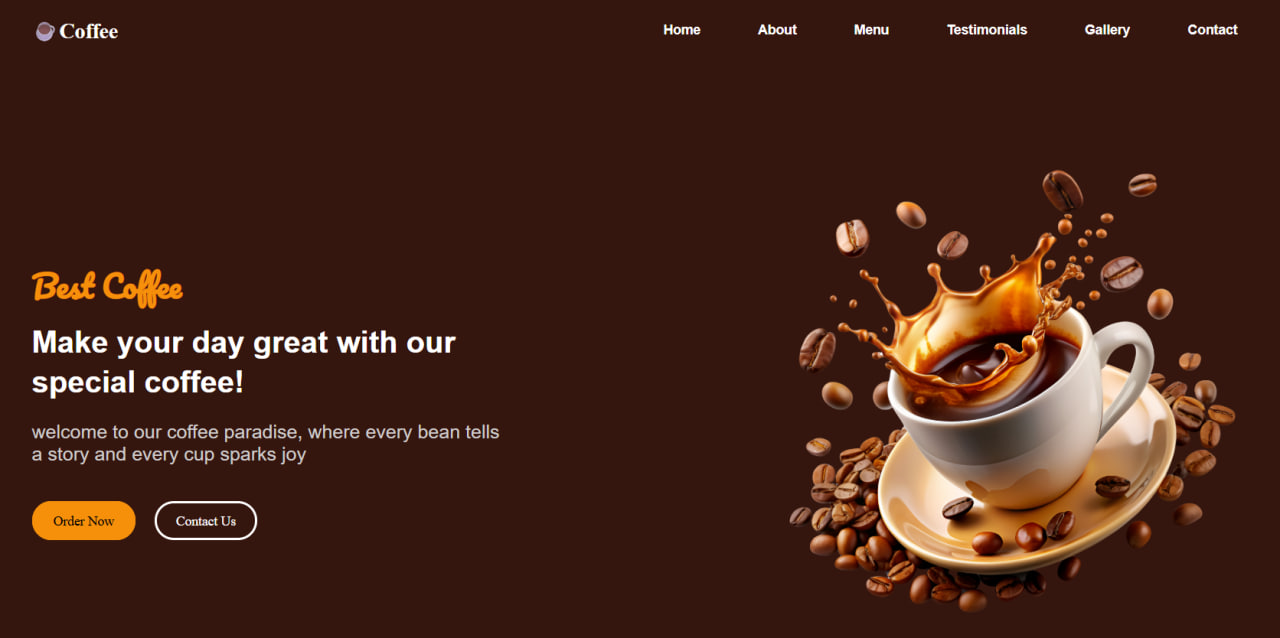 Coffee
Home About Menu Testimonials Gallery Contact
Best Coffee
Make your day great with our
special coffee!
welcome to our coffee paradise, where every bean tells
a story and every cup sparks joy
Order Now Contact Us